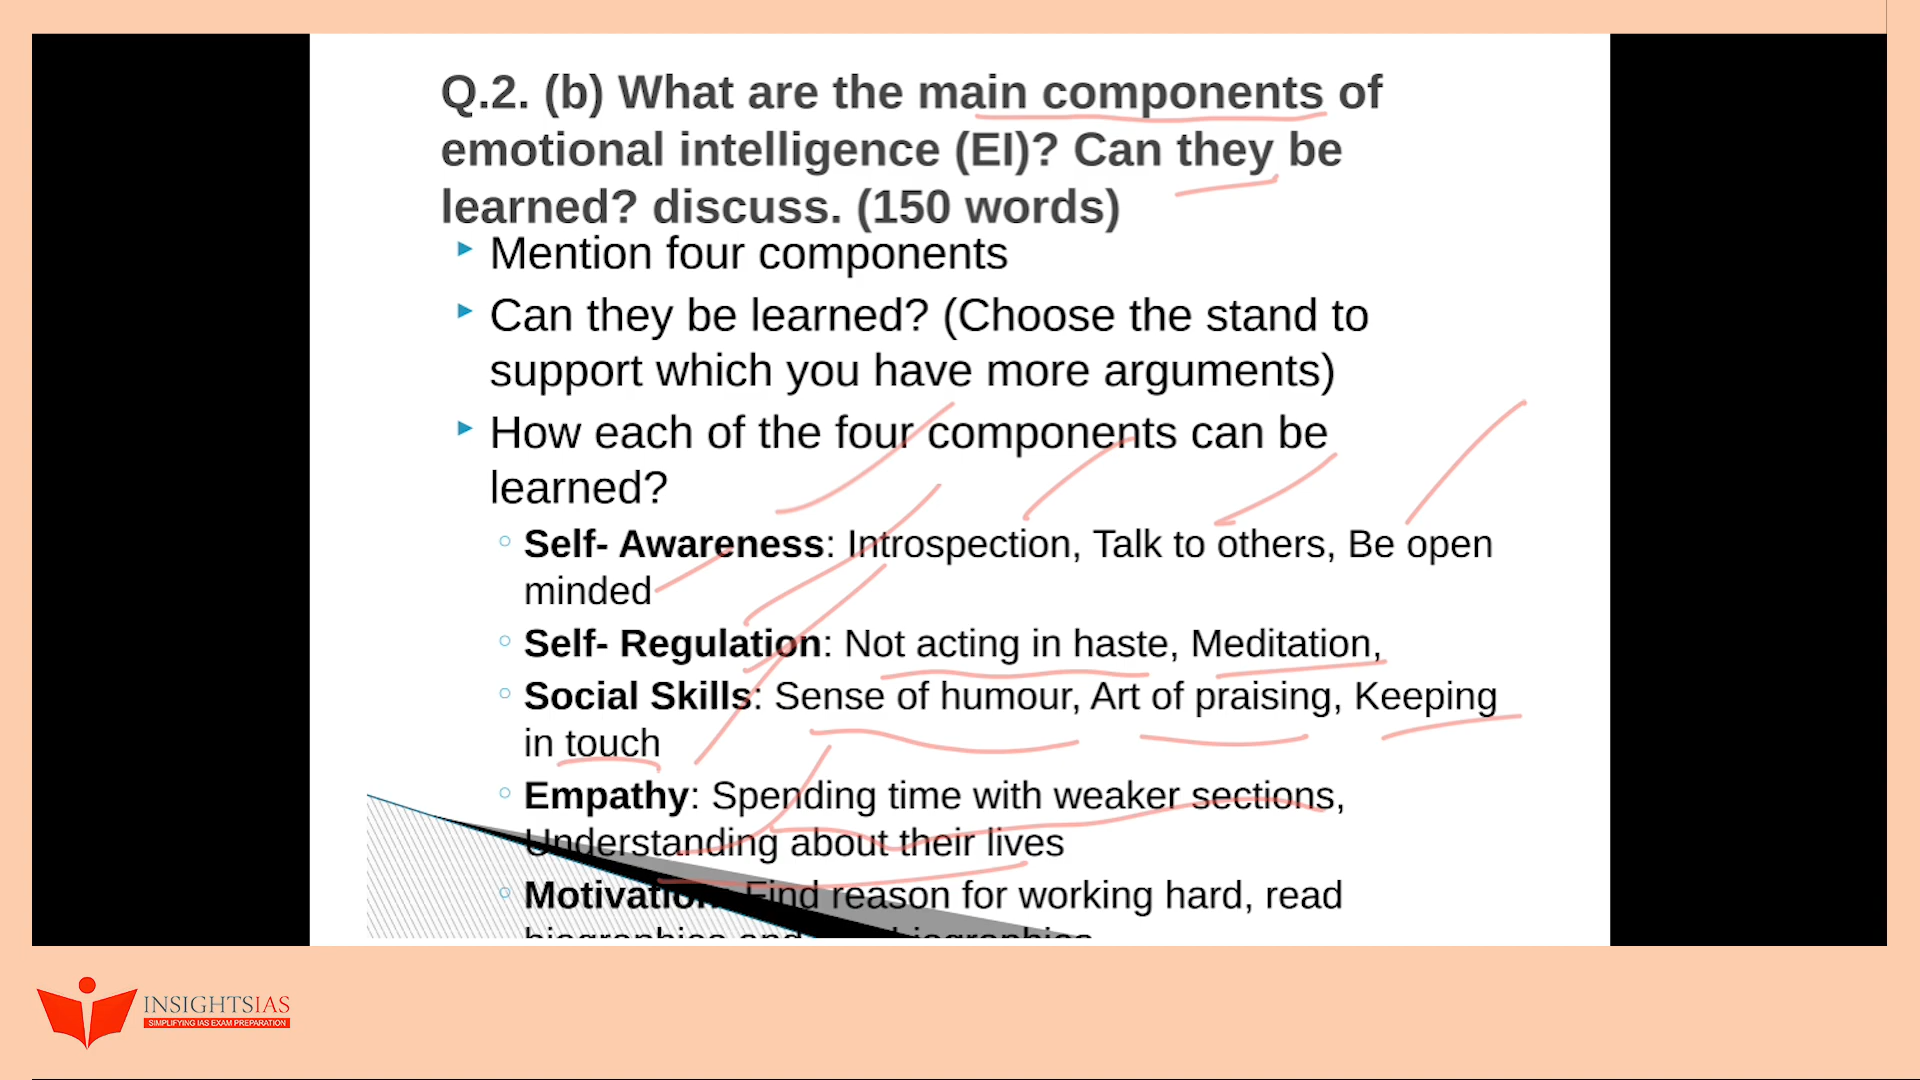 Q.2. (b) What are the main components of
emotional intelligence (EI)? Can they be
learned? discuss. (150 words)
Mention four components
Can they be learned? (Choose the stand to
support which you have more arguments)
How each of the four components can be
learned?
Self- Awareness: Introspection, Talk to others, Be open
minded
Self- Regulation: Not acting in haste, Meditation,
Social Skills: Sense of humour, Art of praising, Keeping
in touch
Empathy: Spending time with weaker sections,
Understanding about their lives
Motivation: Find reason for working hard, read
biographies and
INSIGHTSIAS
SIMPLIFYING IAS EXAM PREPARATION